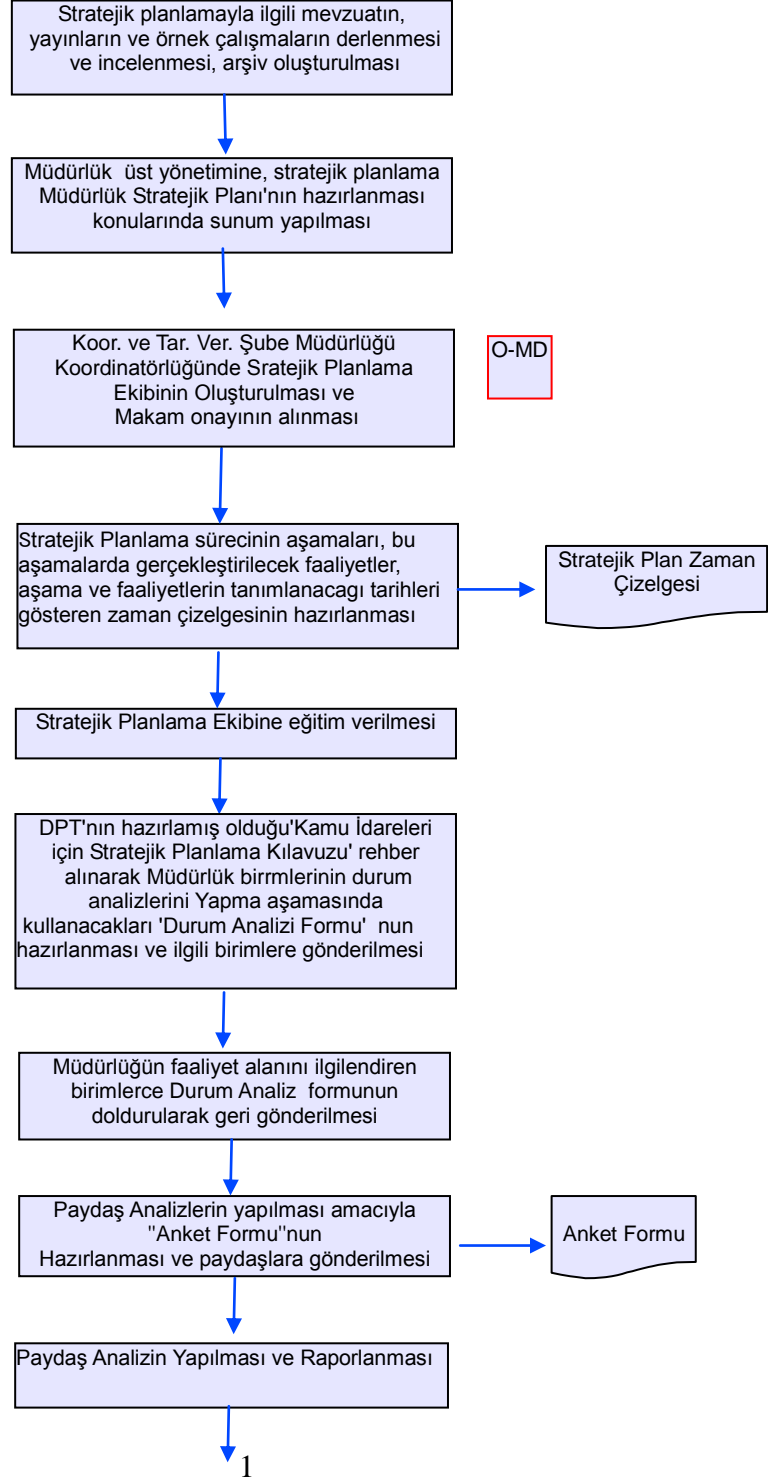 Stratejik planlamayla ilgili mevzuatın,
yayınların ve örnek çalışmaların derlenmesi
ve incelenmesi, arşiv oluşturulması
Müdürlük üst yönetimine, stratejik planlama
Müdürlük Stratejik Planı'nın hazırlanması
konularında sunum yapılması
Koor. ve Tar. Ver. Şube Müdürlüğü
Koordinatörlüğünde Sratejik Planlama
Ekibinin Oluşturulması ve
Makam onayının alınması
O-MD
Stratejik Planlama sürecinin aşamaları, bu
aşamalarda gerçekleştirilecek faaliyetler,
aşama ve faaliyetlerin tanımlanacagı tarihleri
gösteren zaman çizelgesinin hazırlanması
Stratejik Plan Zaman
Çizelgesi
Stratejik Planlama Ekibine eğitim verilmesi
DPT'nın hazırlamış olduğu'Kamu İdareleri
için Stratejik Planlama Kılavuzu' rehber
alınarak Müdürlük birrmlerinin durum
analizlerini Yapma aşamasında
kullanacakları 'Durum Analizi Formu' nun
hazırlanması ve ilgili birimlere gönderilmesi
Müdürlüğün faaliyet alanını ilgilendiren
birimlerce Durum Analiz formunun
doldurularak geri gönderilmesi
Paydaş Analizlerin yapılması amacıyla
"Anket Formu"nun
Hazırlanması ve paydaşlara gönderilmesi
Anket Formu
Paydaş Analizin Yapılması ve Raporlanması
1